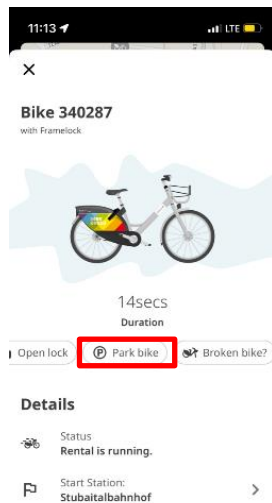 11:13
LTE
Bike 340287
with Framelock
14secs
Duration
Open lock
P Park bike
Broken bike?
Details
Status
Rental is running.
Start Station:
Stubaitalbahnhof